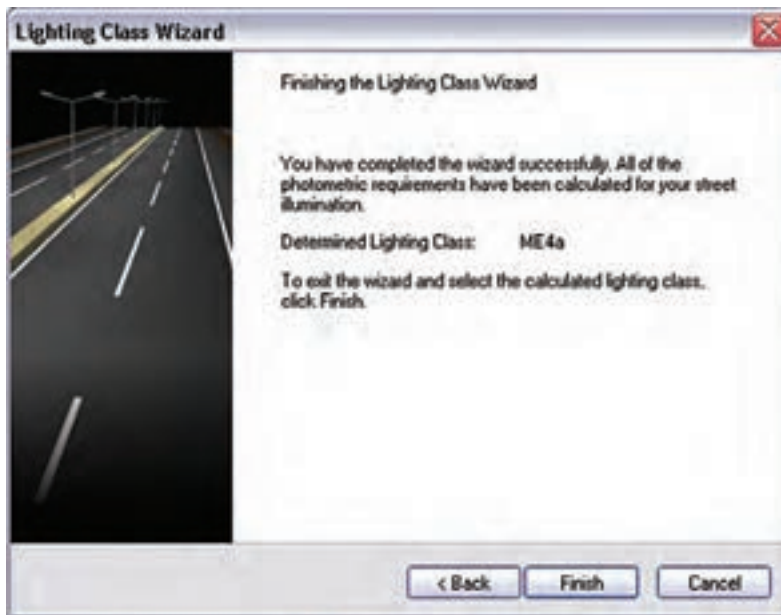 Lighting Class Wizard
Finishing the Lighting Class Wizard
You have completed the wizard successfully. All of the
photometric requirements have been calculated for your street
illumination.
Determined Lighting Class: ME4a
To exit the wizard and select the calculated lighting class,
click Finish.
< Back Finish Cancel